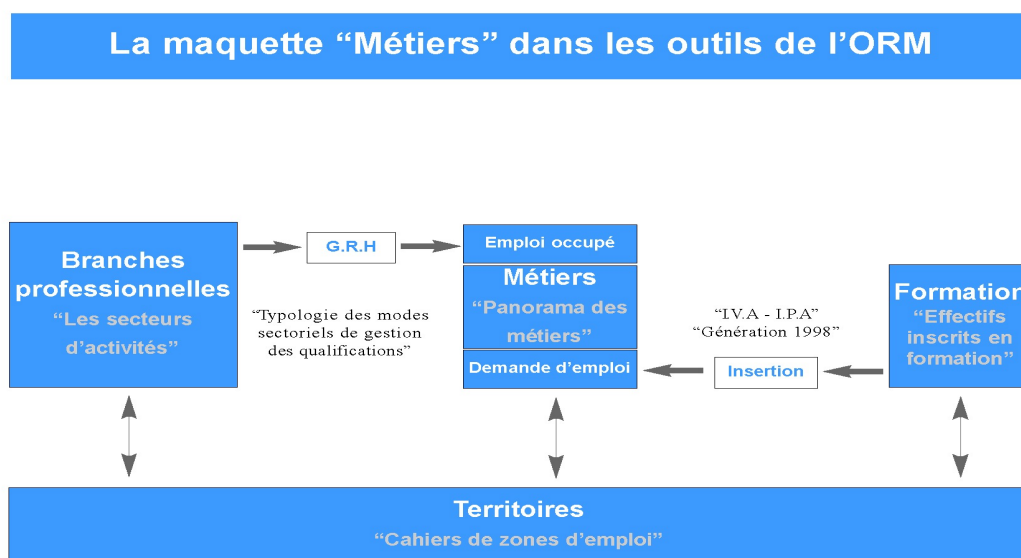 La maquette “Métiers” dans les outils de l’ORM
Branches
professionnelles
“Les secteurs
d’activités”
G.R.H
“Typologie des modes
sectoriels de gestion
des qualifications”
Emploi occupé
Métiers
“Panorama des
métiers”
Demande d’emploi
“IV.A - I.P.A”
“Génération 1998”
Insertion
Formation
“Effectifs
inscrits en
formation”
Territoires
“Cahiers de zones d’emploi”